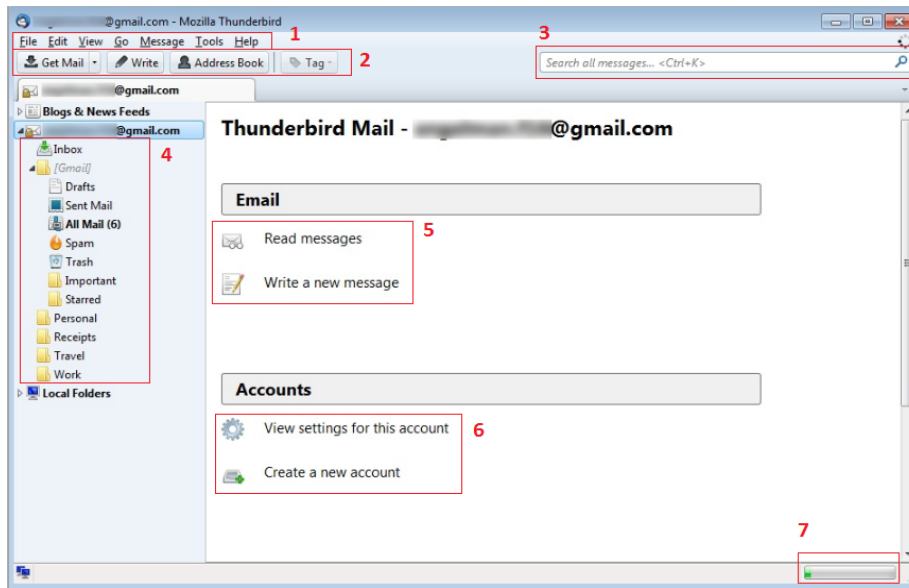 @gmail.com - Mozilla Thunderbird
File Edit View Go Message Tools Help
1
3
Get Mail
Write
Address Book
Tag
2
Search all messages... <Ctrl+K>
@gmail.com
Blogs & News Feeds
@gmail.com
Thunderbird Mail - @gmail.com
Inbox
4
[Gmail]
Drafts
Sent Mail
Email
All Mail (6)
5
Spam
Read messages
Trash
Important
Write a new message
Starred
Personal
Receipts
Travel
Work
Accounts
Local Folders
View settings for this account
6
Create a new account
7